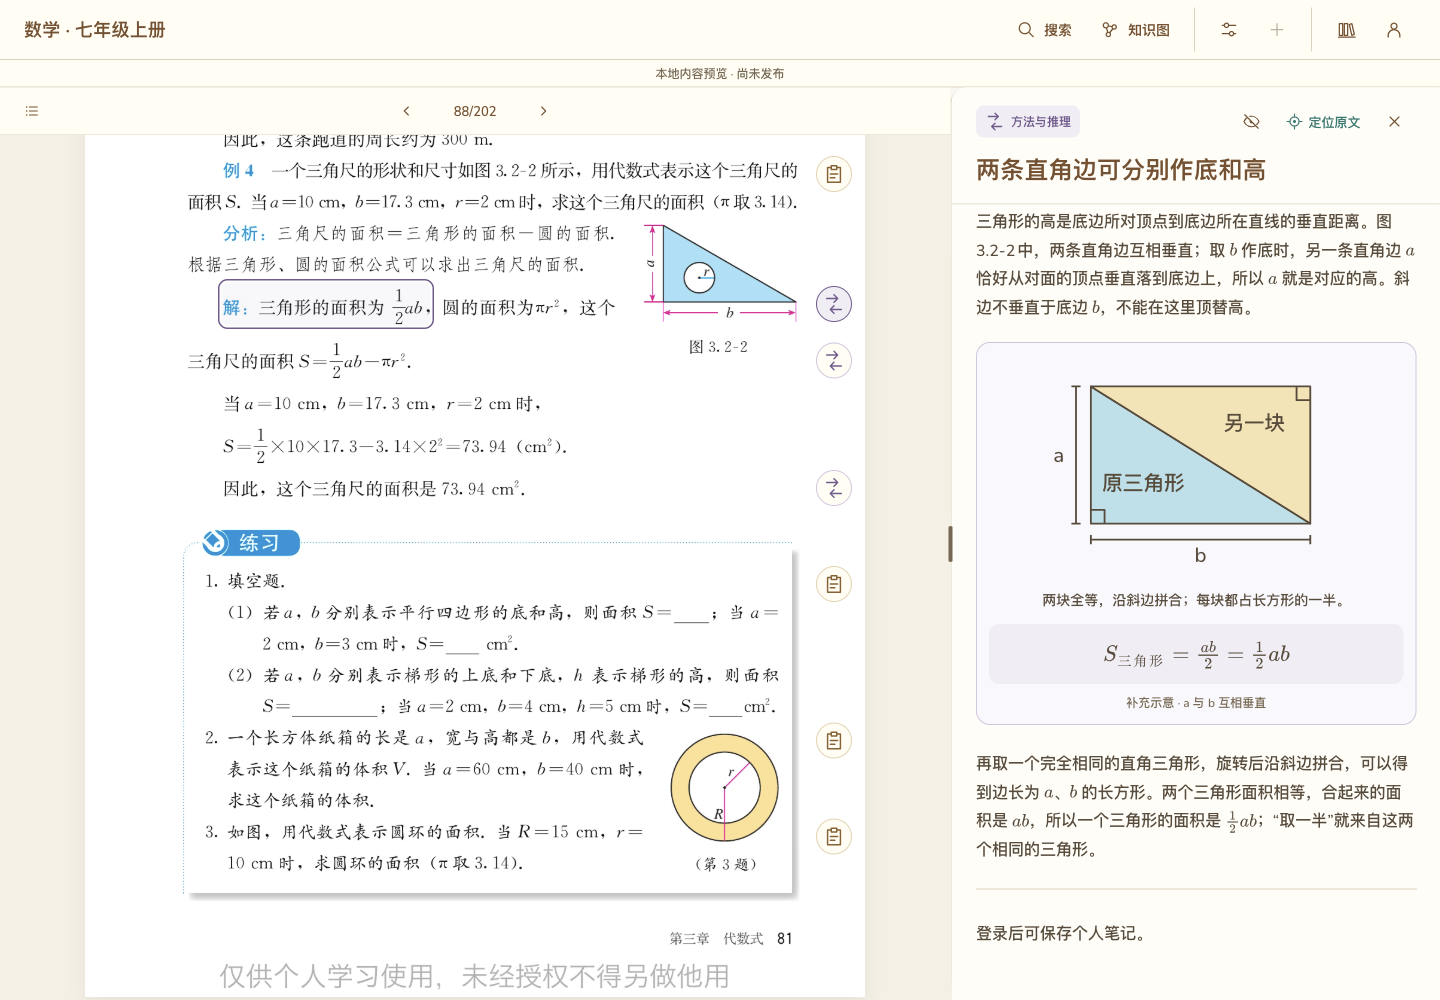 数学 · 七年级上册
搜索
知识图
本地内容预览 · 尚未发布
88/202
因此，这条跑道的周长约为 300 m.
例 4 一个三角尺的形状和尺寸如图 3.2-2 所示，用代数式表示这个三角尺的
面积 S. 当 a=10 cm，b=17.3 cm，r=2 cm 时，求这个三角尺的面积（π 取 3.14）.
分析：三角尺的面积＝三角形的面积－圆的面积.
根据三角形、圆的面积公式可以求出三角尺的面积.
解：三角形的面积为 1/2 ab，圆的面积为πr²，这个
a
r
b
图 3.2-2
三角尺的面积 S=1/2 ab-πr².
当 a=10 cm，b=17.3 cm，r=2 cm 时，
S=1/2×10×17.3-3.14×2²=73.94（cm²）.
因此，这个三角尺的面积是 73.94 cm².
练习
1. 填空题.
（1）若 a，b 分别表示平行四边形的底和高，则面积 S=____；当 a=
2 cm，b=3 cm 时，S=____ cm².
（2）若 a，b 分别表示梯形的上底和下底，h 表示梯形的高，则面积
S=__________；当 a=2 cm，b=4 cm，h=5 cm 时，S=____cm².
2. 一个长方体纸箱的长是 a，宽与高都是 b，用代数式
表示这个纸箱的体积 V. 当 a=60 cm，b=40 cm 时，
求这个纸箱的体积.
3. 如图，用代数式表示圆环的面积. 当 R=15 cm，r=
10 cm 时，求圆环的面积（π 取 3.14）.
r
R
（第 3 题）
第三章 代数式 81
仅供个人学习使用，未经授权不得另做他用
方法与推理
定位原文
两条直角边可分别作底和高
三角形的高是底边所对顶点到底边所在直线的垂直距离。图
3.2-2中，两条直角边互相垂直；取 b 作底时，另一条直角边 a
恰好从对面的顶点垂直落到底边上，所以 a 就是对应的高。斜
边不垂直于底边 b，不能在这里顶替高。
另一块
a
原三角形
b
两块全等，沿斜边拼合；每块都占长方形的一半。
S三角形 = ab/2 = 1/2 ab
补充示意 · a 与 b 互相垂直
再取一个完全相同的直角三角形，旋转后沿斜边拼合，可以得
到边长为 a、b 的长方形。两个三角形面积相等，合起来的面
积是 ab，所以一个三角形的面积是 1/2 ab；“取一半”就来自这两
个相同的三角形。
登录后可保存个人笔记。